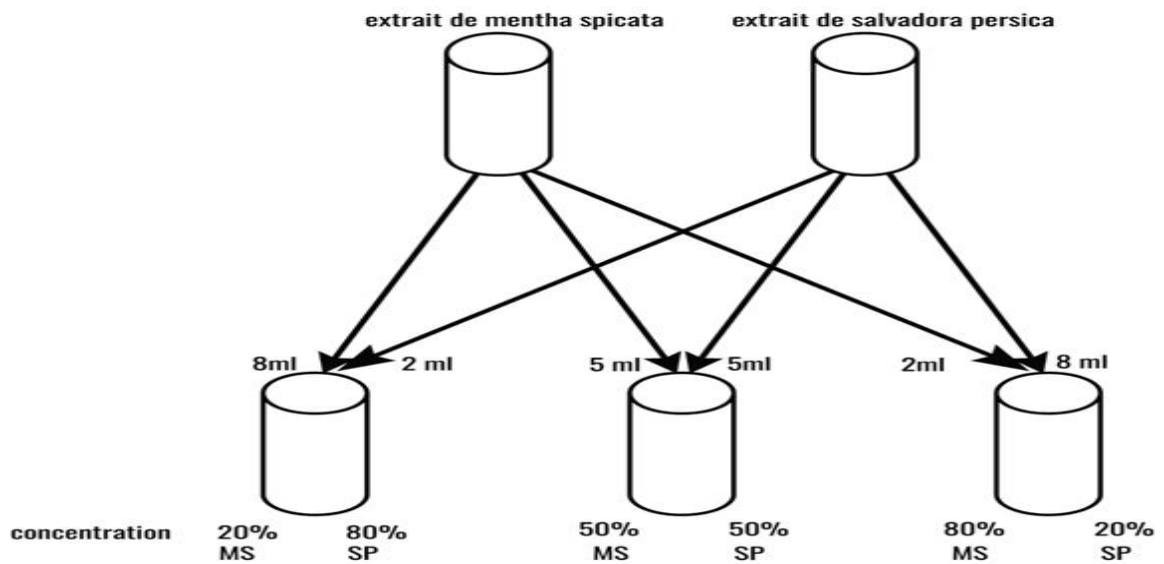 extrait de mentha spicata
extrait de salvadora persica
8ml
2 ml
5 ml
5ml
2ml
8 ml
concentration
20%
MS
80%
SP
50%
MS
50%
SP
80%
MS
20%
SP